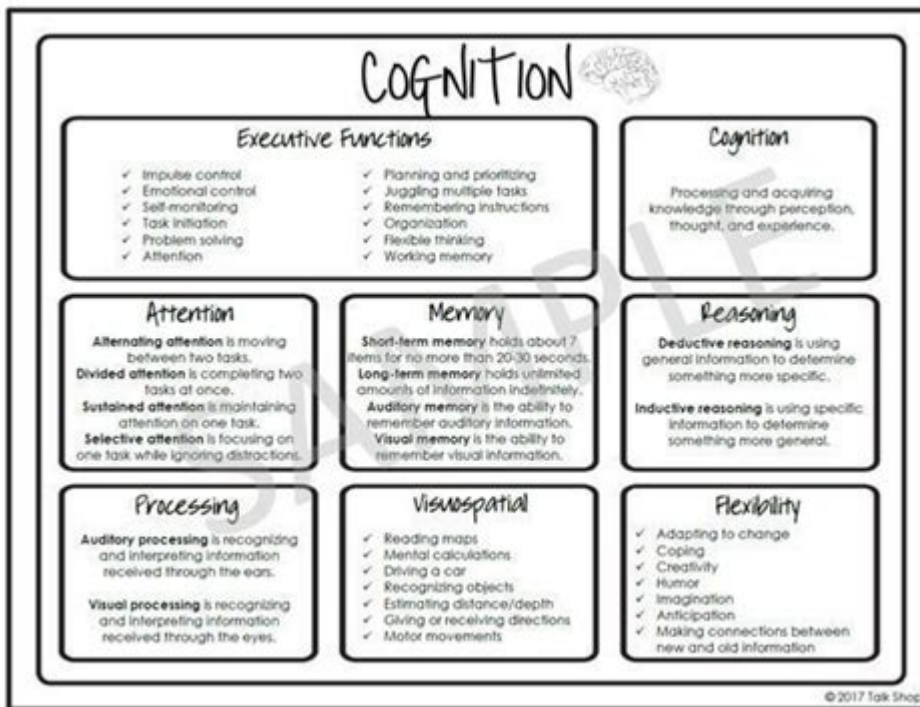 COGNITION
Executive Functions
✓ Impulse control
✓ Emotional control
✓ Self-monitoring
✓ Task initiation
✓ Problem solving
✓ Attention
✓ Planning and prioritizing
✓ Juggling multiple tasks
✓ Remembering instructions
✓ Organization
✓ Flexible thinking
✓ Working memory
Cognition
Processing and acquiring
knowledge through perception,
thought, and experience.
Attention
Alternating attention is moving
between two tasks.
Divided attention is completing two
tasks at once.
Sustained attention is maintaining
attention on one task.
Selective attention is focusing on
one task while ignoring distractions.
Memory
Short-term memory holds about 7
items for no more than 20-30 seconds.
Long-term memory holds unlimited
amounts of information indefinitely.
Auditory memory is the ability to
remember auditory information.
Visual memory is the ability to
remember visual information.
Reasoning
Deductive reasoning is using
general information to determine
something more specific.
Inductive reasoning is using specific
information to determine
something more general.
Processing
Auditory processing is recognizing
and interpreting information
received through the ears.
Visual processing is recognizing
and interpreting information
received through the eyes.
Visuospatial
✓ Reading maps
✓ Mental calculations
✓ Driving a car
✓ Recognizing objects
✓ Estimating distance/depth
✓ Giving or receiving directions
✓ Motor movements
Flexibility
✓ Adapting to change
✓ Coping
✓ Creativity
✓ Humor
✓ Imagination
✓ Anticipation
✓ Making connections between
new and old information
SAMPLE
© 2017 Talk Shop